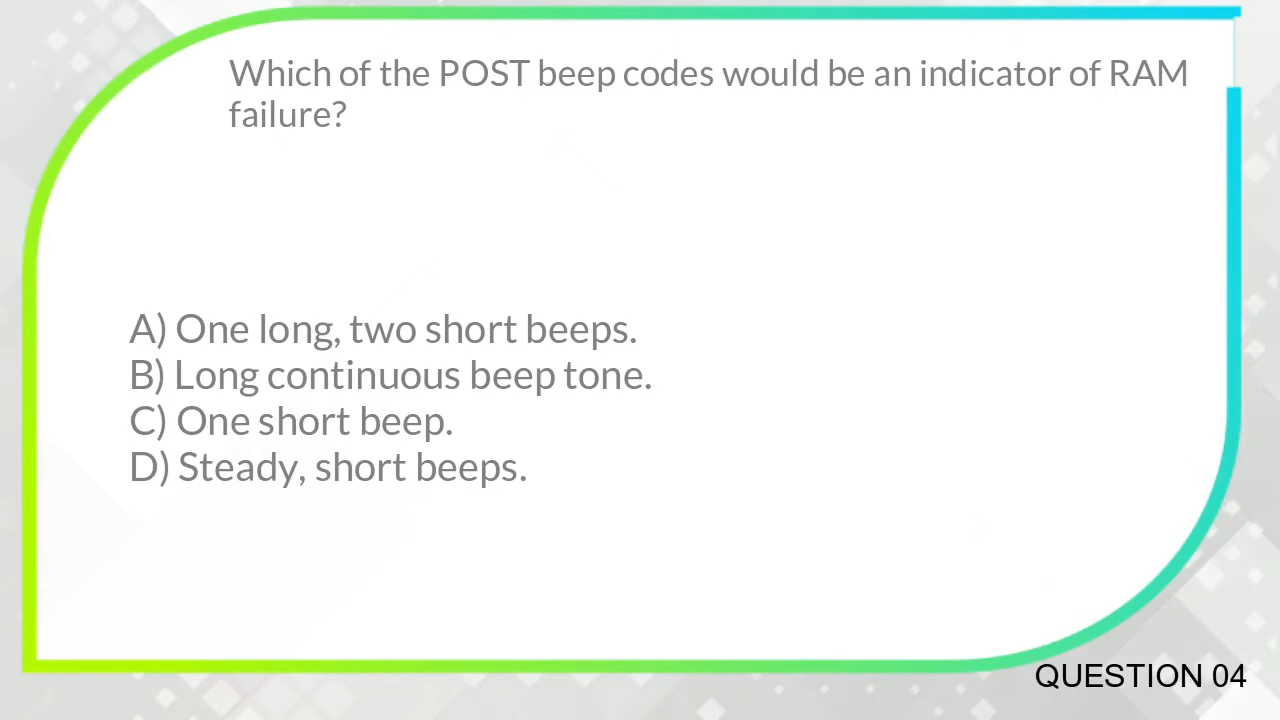 Which of the POST beep codes would be an indicator of RAM
failure?
A) One long, two short beeps.
B) Long continuous beep tone.
C) One short beep.
D) Steady, short beeps.
QUESTION 04